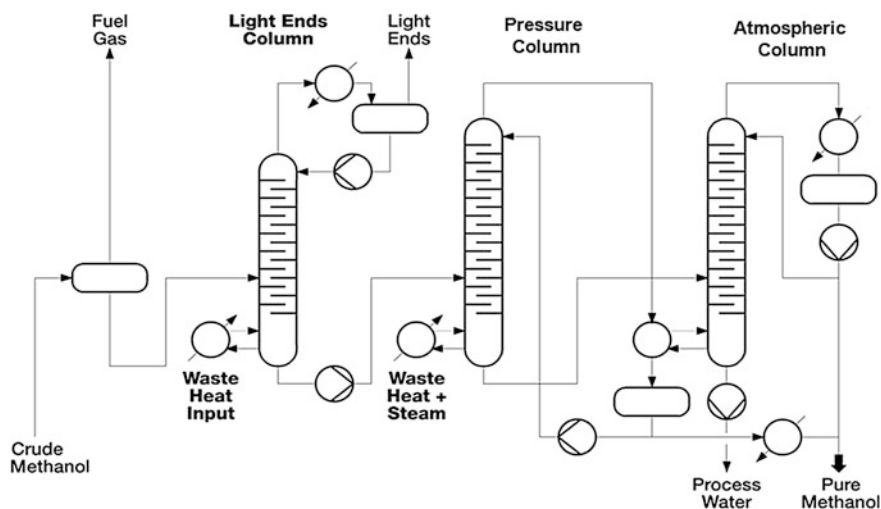 Fuel
Gas
Light Ends
Column
Light
Ends
Pressure
Column
Atmospheric
Column
Waste
Heat
Input
Waste
Heat +
Steam
Crude
Methanol
Process
Water
Pure
Methanol